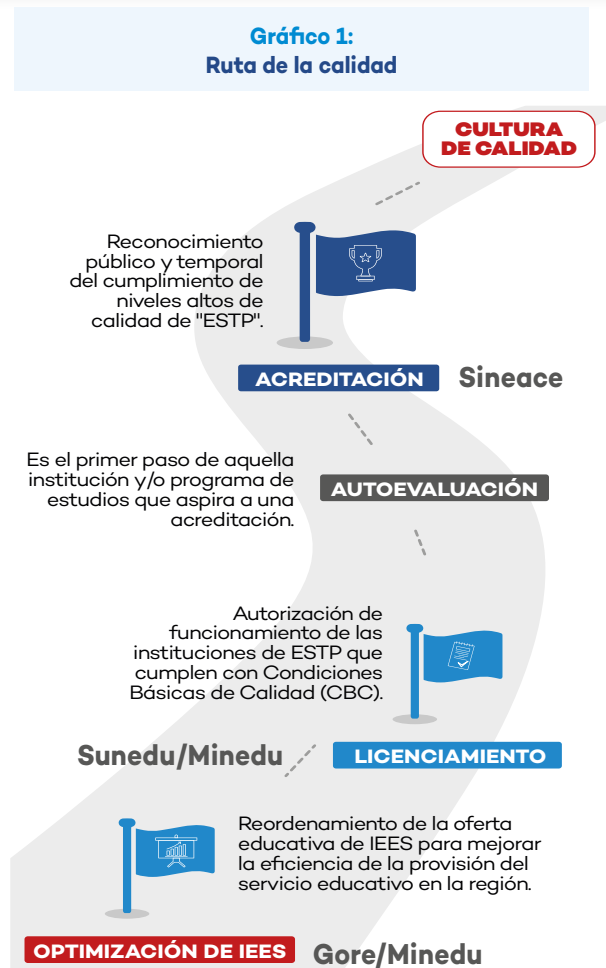 Gráfico 1:
Ruta de la calidad
CULTURA
DE CALIDAD
Reconocimiento
público y temporal
del cumplimiento de
niveles altos de
calidad de "ESTP".
ACREDITACIÓN
Sineace
Es el primer paso de aquella
institución y/o programa de
estudios que aspira a una
acreditación.
AUTOEVALUACIÓN
Autorización de
funcionamiento de las
instituciones de ESTP que
cumplen con Condiciones
Básicas de Calidad (CBC).
Sunedu/Minedu
LICENCIAMIENTO
Reordenamiento de la oferta
educativa de IEES para mejorar
la eficiencia de la provisión del
servicio educativo en la región.
OPTIMIZACIÓN DE IEES
Gore/Minedu